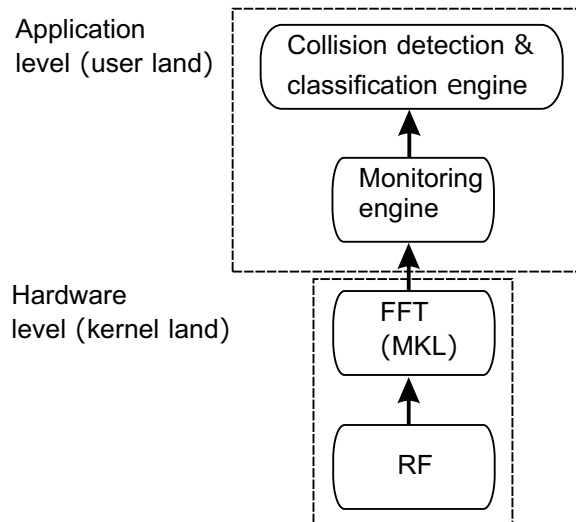 Application
level (user land)
Collision detection &
classification engine
Monitoring
engine
Hardware
level (kernel land)
FFT
(MKL)
RF